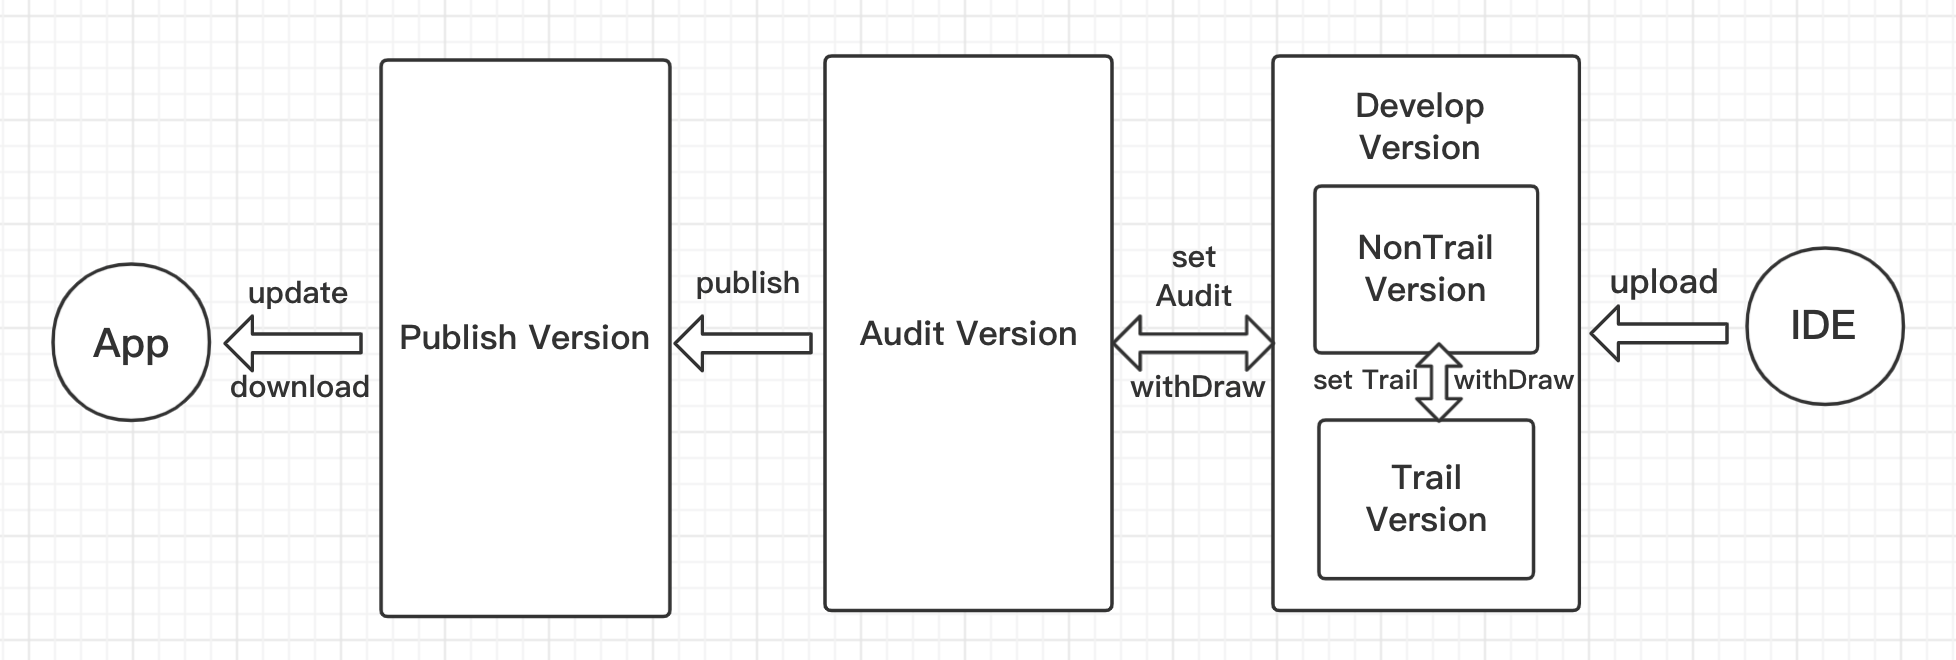 App
update
download
Publish Version
publish
Audit Version
set
Audit
withDraw
Develop
Version
NonTrail
Version
set Trail
withDraw
Trail
Version
upload
IDE